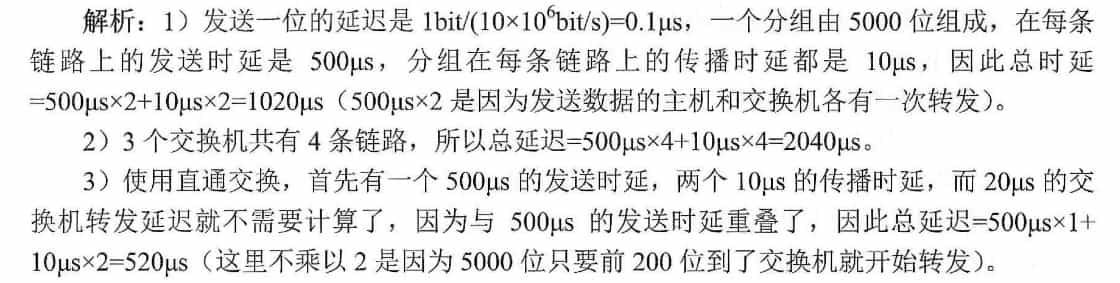 解析：1）发送一位的延迟是 1bit/(10×10⁶bit/s)=0.1μs，一个分组由 5000 位组成，在每条
链路上的发送时延是 500μs，分组在每条链路上的传播时延都是 10μs，因此总时延
=500μs×2+10μs×2=1020μs（500μs×2 是因为发送数据的主机和交换机各有一次转发）。
2）3 个交换机共有 4 条链路，所以总延迟=500μs×4+10μs×4=2040μs。
3）使用直通交换，首先有一个 500μs 的发送时延，两个 10μs 的传播时延，而 20μs 的交
换机转发延迟就不需要计算了，因为与 500μs 的发送时延重叠了，因此总延迟=500μs×1+
10μs×2=520μs（这里不乘以 2 是因为 5000 位只要前 200 位到了交换机就开始转发）。